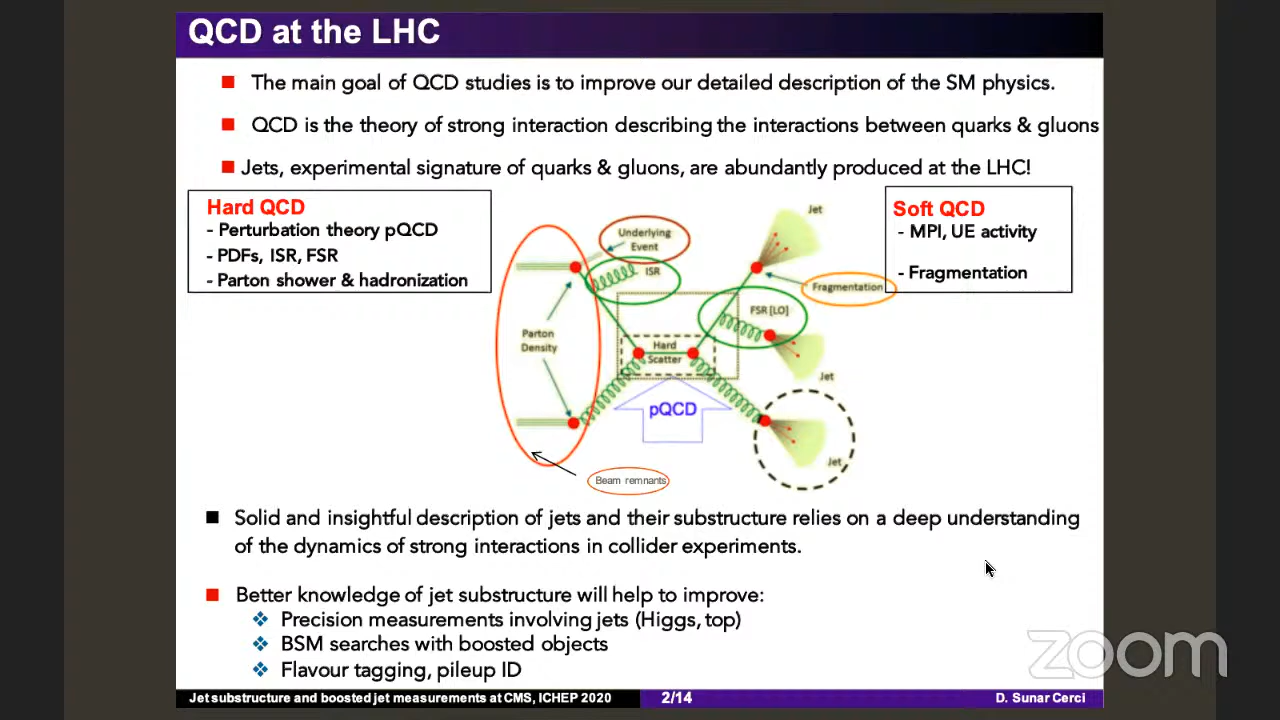 QCD at the LHC
The main goal of QCD studies is to improve our detailed description of the SM physics.
QCD is the theory of strong interaction describing the interactions between quarks & gluons
Jets, experimental signature of quarks & gluons, are abundantly produced at the LHC!
Hard QCD
- Perturbation theory pQCD
- PDFs, ISR, FSR
- Parton shower & hadronization
Soft QCD
- MPI, UE activity
- Fragmentation
Underlying
Event
ISR
Jet
Fragmentation
FSR [LO]
Parton
Density
Hard
Scatter
Jet
pQCD
Jet
Beam remnants
Solid and insightful description of jets and their substructure relies on a deep understanding
of the dynamics of strong interactions in collider experiments.
Better knowledge of jet substructure will help to improve:
Precision measurements involving jets (Higgs, top)
BSM searches with boosted objects
Flavour tagging, pileup ID
zoom
Jet substructure and boosted jet measurements at CMS, ICHEP 2020
2/14
D. Sunar Cerci